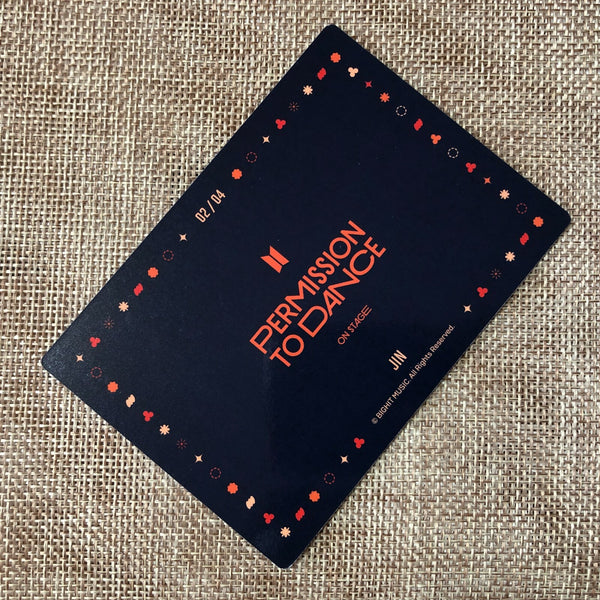 02/04
PERMISSION
TO DANCE
ON STAGE
JIN
© BIGHIT MUSIC All Rights Reserved.